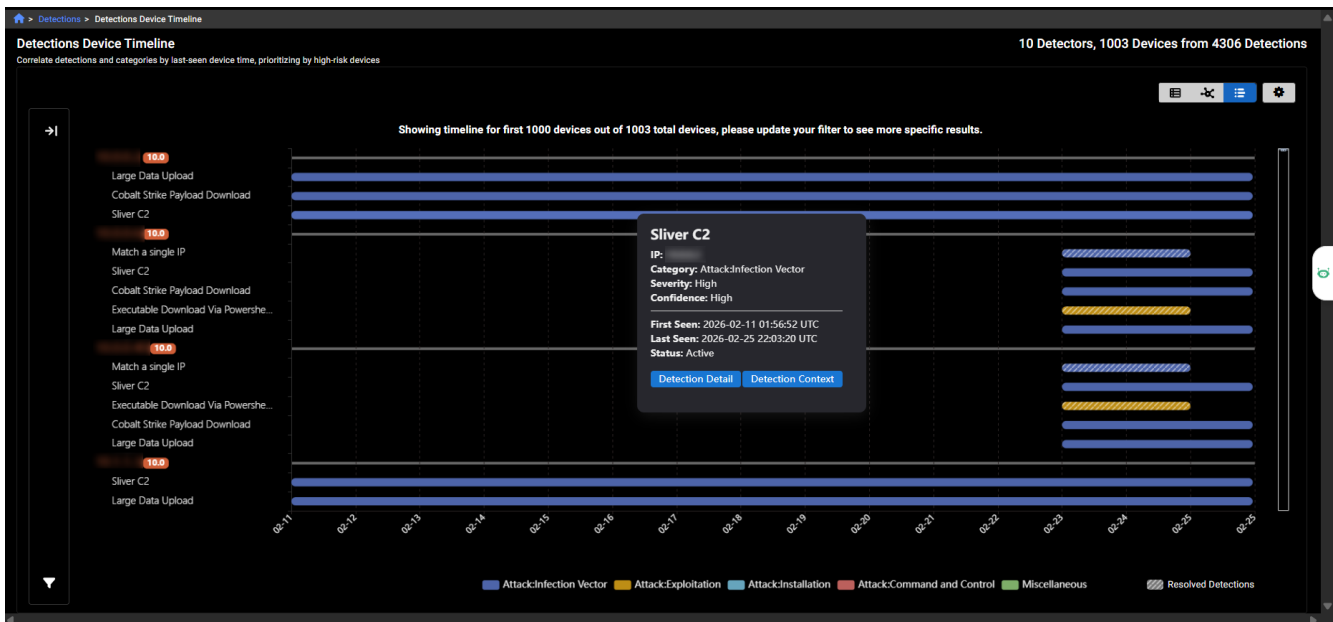 > Detections > Detections Device Timeline
Detections Device Timeline
10 Detectors, 1003 Devices from 4306 Detections
Correlate detections and categories by last-seen device time, prioritizing by high-risk devices
Showing timeline for first 1000 devices out of 1003 total devices, please update your filter to see more specific results.
10.0
Large Data Upload
Cobalt Strike Payload Download
Sliver C2
10.0
Match a single IP
Sliver C2
Cobalt Strike Payload Download
Executable Download Via Powershe...
Large Data Upload
10.0
Match a single IP
Sliver C2
Executable Download Via Powershe...
Cobalt Strike Payload Download
Large Data Upload
10.0
Sliver C2
Large Data Upload
Sliver C2
IP:
Category: Attack:Infection Vector
Severity: High
Confidence: High
First Seen: 2026-02-11 01:56:52 UTC
Last Seen: 2026-02-25 22:03:20 UTC
Status: Active
Detection Detail Detection Context
02-11 02-12 02-13 02-14 02-15 02-16 02-17 02-18 02-19 02-20 02-21 02-22 02-23 02-24 02-25 02-25
Attack:Infection Vector Attack:Exploitation Attack:Installation Attack:Command and Control Miscellaneous Resolved Detections